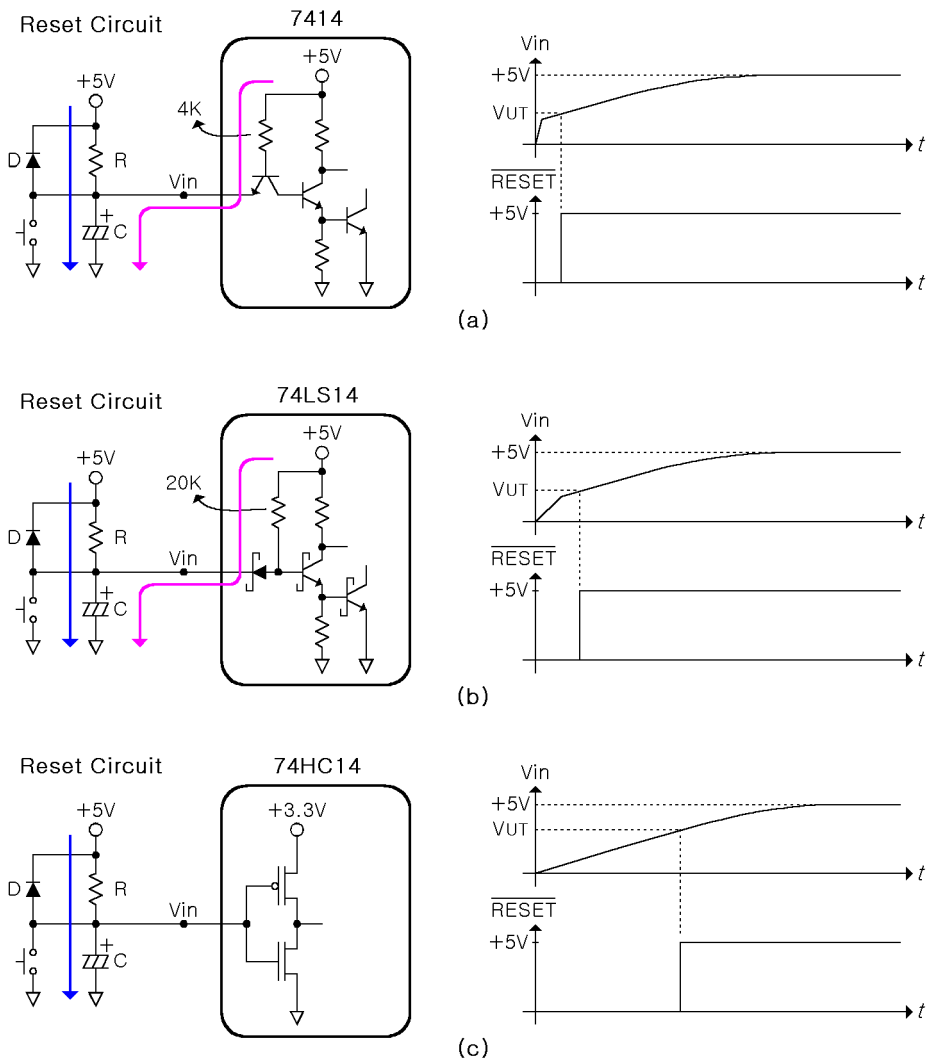 Reset Circuit
7414
+5V
+5V
4K
D
R
Vin
+
C
Vin
+5V
VUT
t
RESET
+5V
t
(a)
Reset Circuit
74LS14
+5V
+5V
20K
D
R
Vin
+
C
Vin
+5V
VUT
t
RESET
+5V
t
(b)
Reset Circuit
74HC14
+5V
+3.3V
D
R
Vin
+
C
Vin
+5V
VUT
t
RESET
+5V
t
(c)